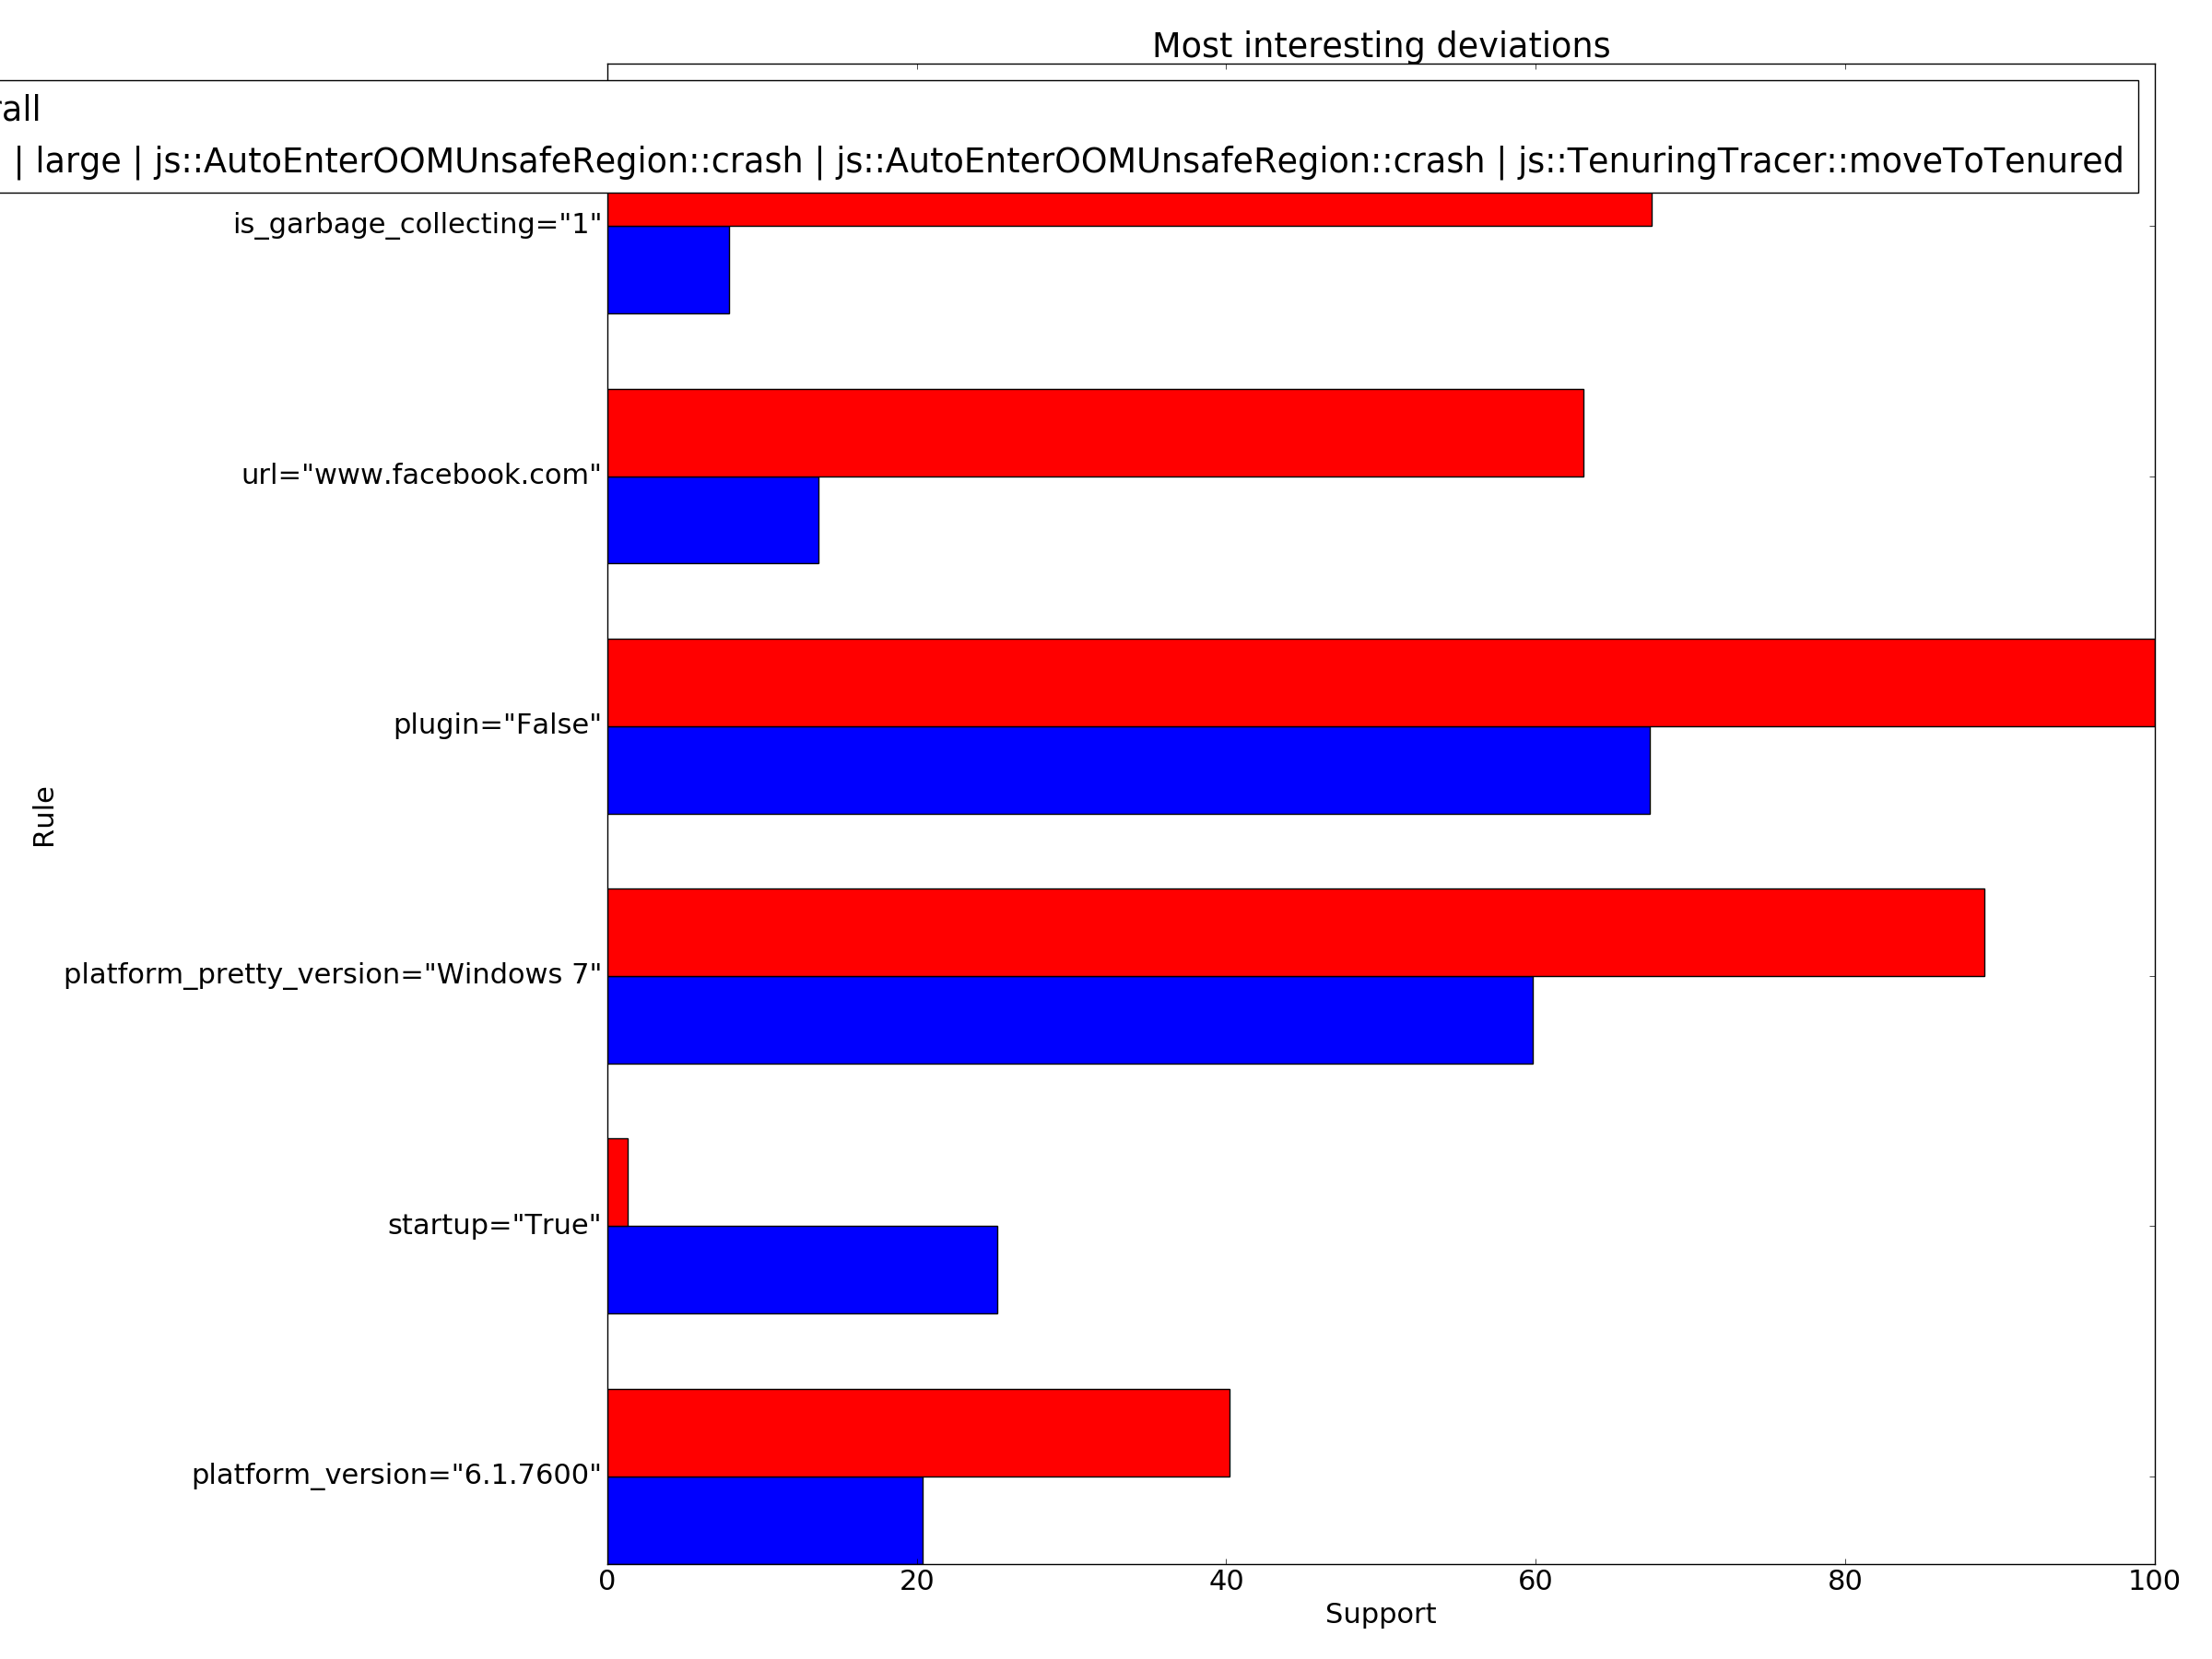 Most interesting deviations
rall
| large | js::AutoEnterOOMUnsafeRegion::crash | js::AutoEnterOOMUnsafeRegion::crash | js::TenuringTracer::moveToTenured
is_garbage_collecting="1"
url="www.facebook.com"
plugin="False"
Rule
platform_pretty_version="Windows 7"
startup="True"
platform_version="6.1.7600"
0 20 40 60 80 100
Support